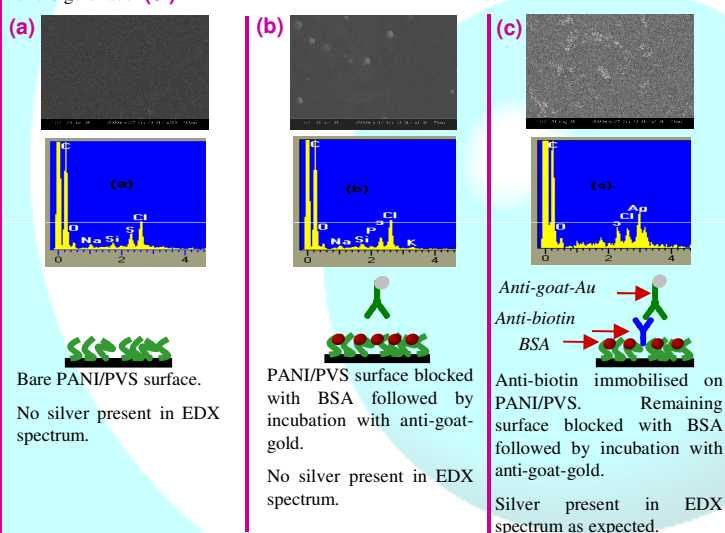 (a)
(a)
C
O
Na
Si
S
Cl
0
2
4
Bare PANI/PVS surface.
No silver present in EDX
spectrum.
(b)
(b)
C
O
Na
Si
P
S
Cl
K
0
2
4
PANI/PVS surface blocked
with BSA followed by
incubation with anti-goat-
gold.
No silver present in EDX
spectrum.
(c)
(c)
C
O
S
Cl
Ag
0
2
4
Anti-goat-Au
Anti-biotin
BSA
Anti-biotin immobilised on
PANI/PVS. Remaining
surface blocked with BSA
followed by incubation with
anti-goat-gold.
Silver present in EDX
spectrum as expected.